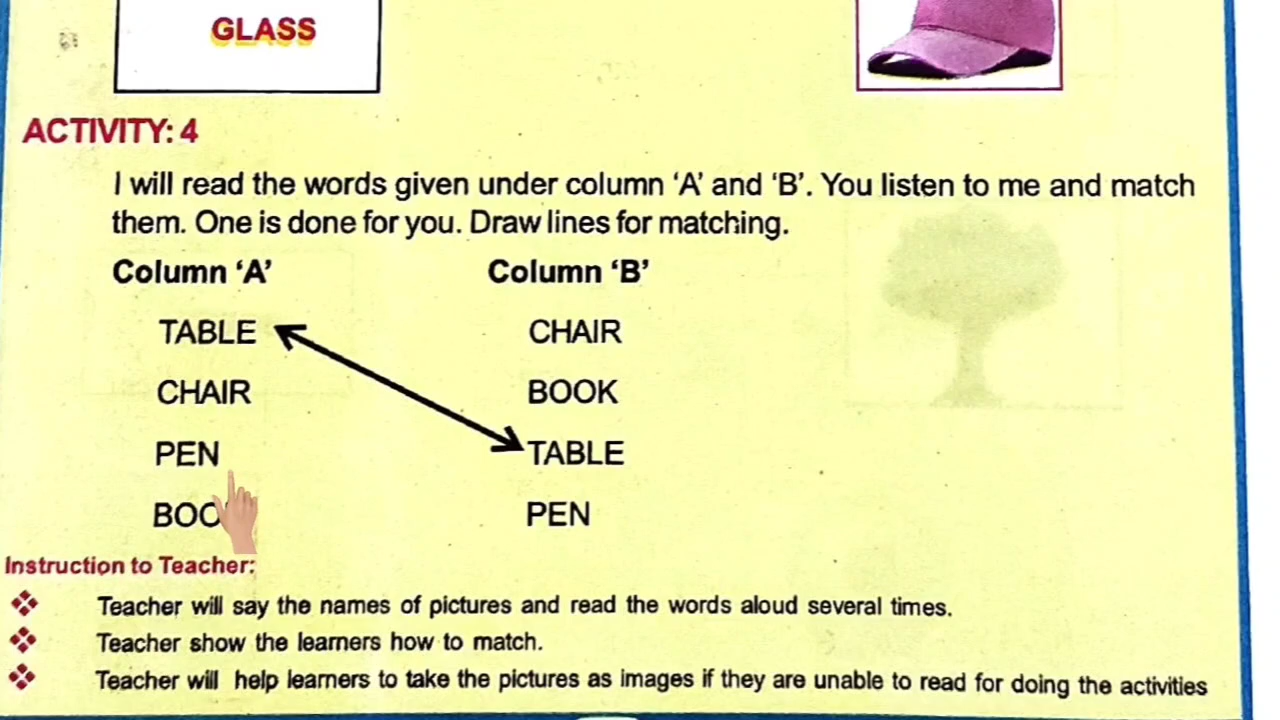 GLASS
ACTIVITY: 4
I will read the words given under column ‘A’ and ‘B’. You listen to me and match
them. One is done for you. Draw lines for matching.
Column ‘A’ Column ‘B’
TABLE CHAIR
CHAIR BOOK
PEN TABLE
PEN
Instruction to Teacher:
Teacher will say the names of pictures and read the words aloud several times.
Teacher show the learners how to match.
Teacher will help learners to take the pictures as images if they are unable to read for doing the activities